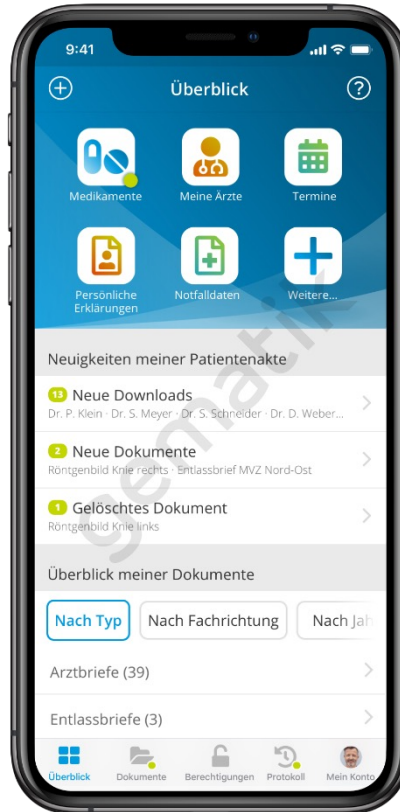 9:41
Überblick
Medikamente
Meine Ärzte
Termine
Persönliche
Erklärungen
Notfalldaten
Weitere...
Neuigkeiten meiner Patientenakte
13 Neue Downloads
Dr. P. Klein · Dr. S. Meyer · Dr. S. Schneider · Dr. D. Weber...
2 Neue Dokumente
Röntgenbild Knie rechts · Entlassbrief MVZ Nord-Ost
1 Gelöschtes Dokument
Röntgenbild Knie links
gematik
Überblick meiner Dokumente
Nach Typ
Nach Fachrichtung
Nach Jah
Arztbriefe (39)
Entlassbriefe (3)
Überblick
Dokumente
Berechtigungen
Protokoll
Mein Konto